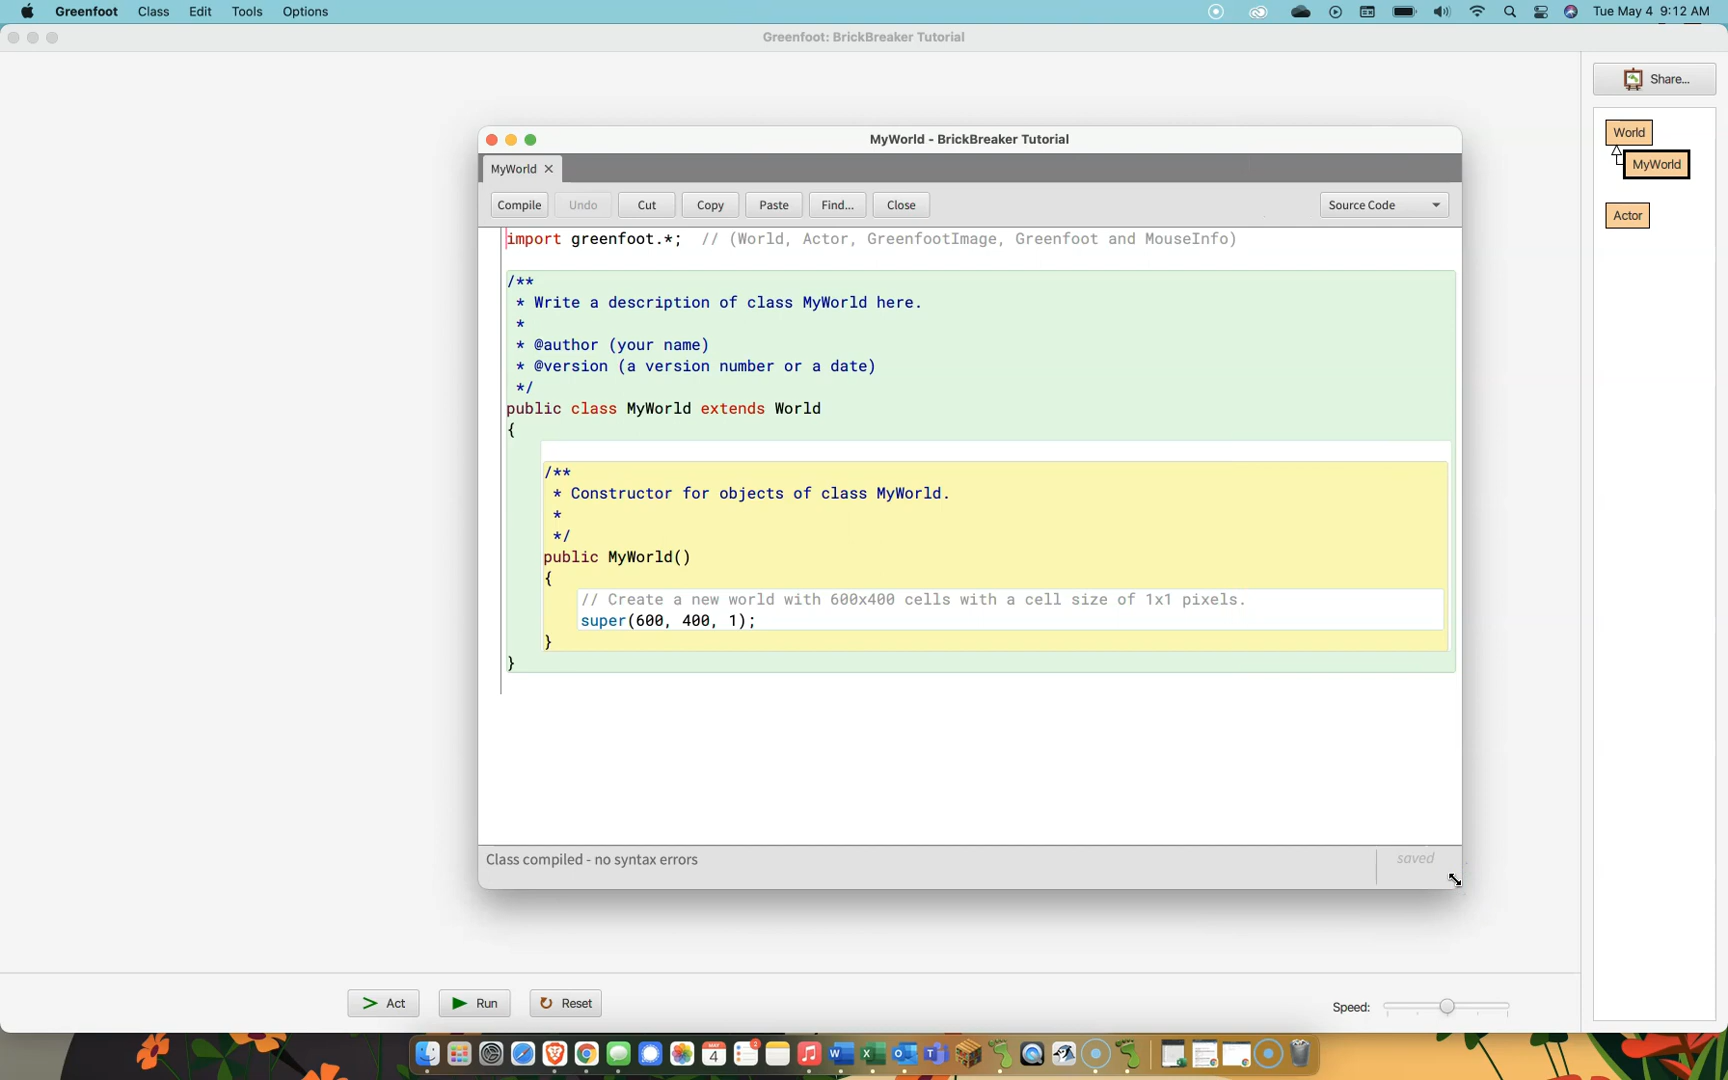 Greenfoot Class Edit Tools Options Tue May 4 9:12 AM
Greenfoot: BrickBreaker Tutorial
Share...
World
MyWorld
Actor
MyWorld - BrickBreaker Tutorial
MyWorld
Compile Undo Cut Copy Paste Find... Close Source Code
import greenfoot.*;  // (World, Actor, GreenfootImage, Greenfoot and MouseInfo)
/**
 * Write a description of class MyWorld here.
 *
 * @author (your name)
 * @version (a version number or a date)
 */
public class MyWorld extends World
{
/**
 * Constructor for objects of class MyWorld.
 *
 */
public MyWorld()
{
// Create a new world with 600x400 cells with a cell size of 1x1 pixels.
super(600, 400, 1);
}
}
Class compiled - no syntax errors saved
Act Run Reset Speed:
MAY
4
2